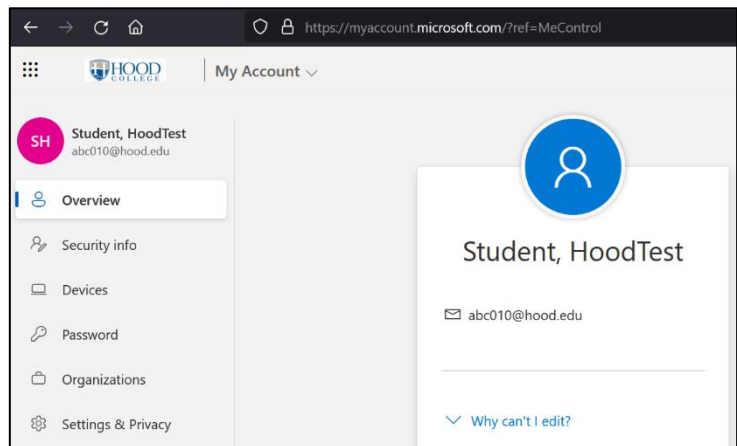 https://myaccount.microsoft.com/?ref=MeControl
HOOD
COLLEGE
My Account
SH
Student, HoodTest
abc010@hood.edu
Overview
Security info
Devices
Password
Organizations
Settings & Privacy
Student, HoodTest
abc010@hood.edu
Why can't I edit?